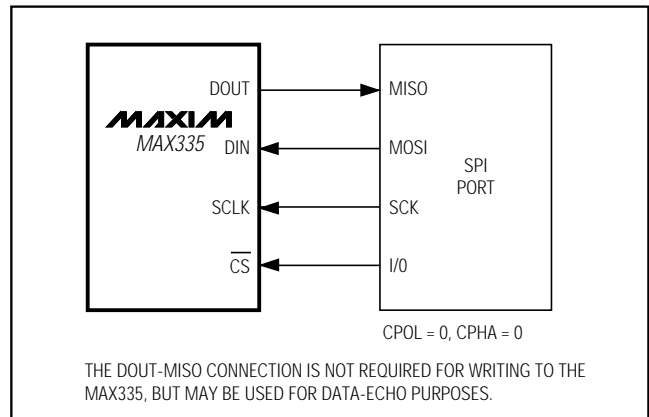 DOUT
MISO
MAXIM
MAX335
DIN
MOSI
SPI
PORT
SCLK
SCK
CS
I/0
CPOL = 0, CPHA = 0
THE DOUT-MISO CONNECTION IS NOT REQUIRED FOR WRITING TO THE
MAX335, BUT MAY BE USED FOR DATA-ECHO PURPOSES.